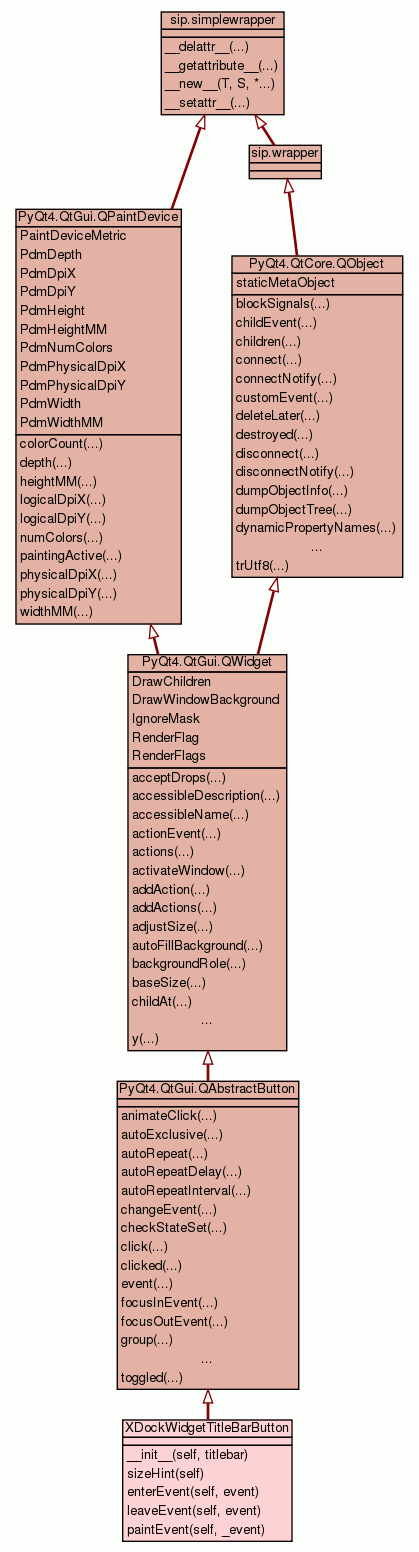 sip.simplewrapper
__delattr__(...)
__getattribute__(...)
__new__(T, S, *...)
__setattr__(...)
sip.wrapper
PyQt4.QtGui.QPaintDevice
PaintDeviceMetric
PdmDepth
PdmDpiX
PdmDpiY
PdmHeight
PdmHeightMM
PdmNumColors
PdmPhysicalDpiX
PdmPhysicalDpiY
PdmWidth
PdmWidthMM
colorCount(...)
depth(...)
heightMM(...)
logicalDpiX(...)
logicalDpiY(...)
numColors(...)
paintingActive(...)
physicalDpiX(...)
physicalDpiY(...)
widthMM(...)
PyQt4.QtCore.QObject
staticMetaObject
blockSignals(...)
childEvent(...)
children(...)
connect(...)
connectNotify(...)
customEvent(...)
deleteLater(...)
destroyed(...)
disconnect(...)
disconnectNotify(...)
dumpObjectInfo(...)
dumpObjectTree(...)
dynamicPropertyNames(...)
...
trUtf8(...)
PyQt4.QtGui.QWidget
DrawChildren
DrawWindowBackground
IgnoreMask
RenderFlag
RenderFlags
acceptDrops(...)
accessibleDescription(...)
accessibleName(...)
actionEvent(...)
actions(...)
activateWindow(...)
addAction(...)
addActions(...)
adjustSize(...)
autoFillBackground(...)
backgroundRole(...)
baseSize(...)
childAt(...)
...
y(...)
PyQt4.QtGui.QAbstractButton
animateClick(...)
autoExclusive(...)
autoRepeat(...)
autoRepeatDelay(...)
autoRepeatInterval(...)
changeEvent(...)
checkStateSet(...)
click(...)
clicked(...)
event(...)
focusInEvent(...)
focusOutEvent(...)
group(...)
...
toggled(...)
XDockWidgetTitleBarButton
__init__(self, titlebar)
sizeHint(self)
enterEvent(self, event)
leaveEvent(self, event)
paintEvent(self, _event)